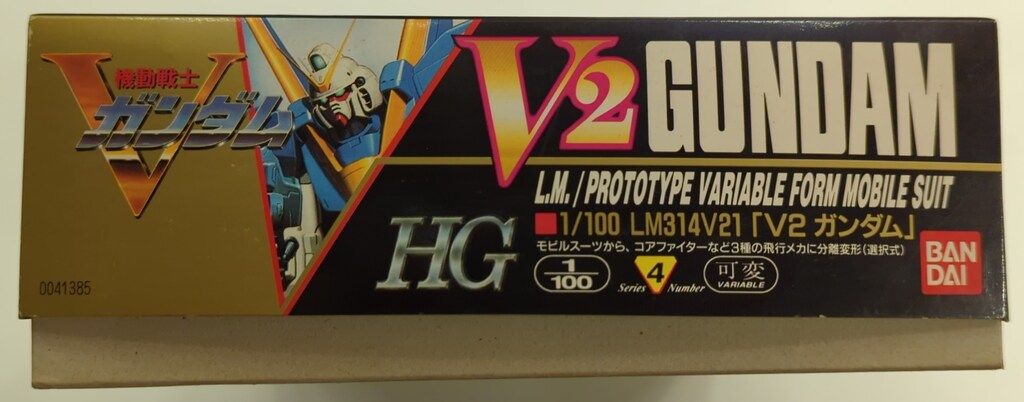 機動戦士
V
ガンダム
0041385
V2 GUNDAM
L.M./PROTOTYPE VARIABLE FORM MOBILE SUIT
■1/100 LM314V21「V2 ガンダム」
モビルスーツから、コアファイターなど3種の飛行メカに分離変形(選択式)
HG
1/100
Series 4 Number
可変
VARIABLE
BAN
DAI